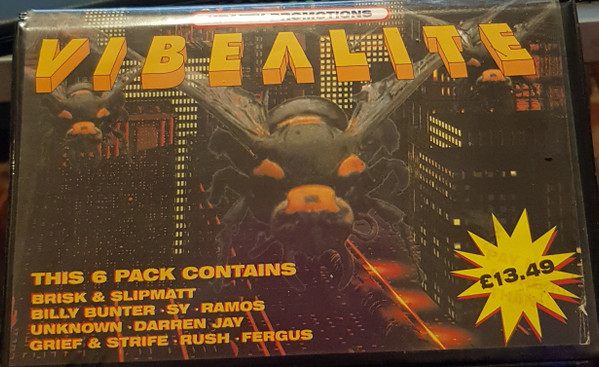 PROMOTIONS
VIBEALITE
THIS 6 PACK CONTAINS
BRISK & SLIPMATT
BILLY BUNTER · SY · RAMOS
UNKNOWN · DARREN JAY
GRIEF & STRIFE · RUSH · FERGUS
PAY
£13.49